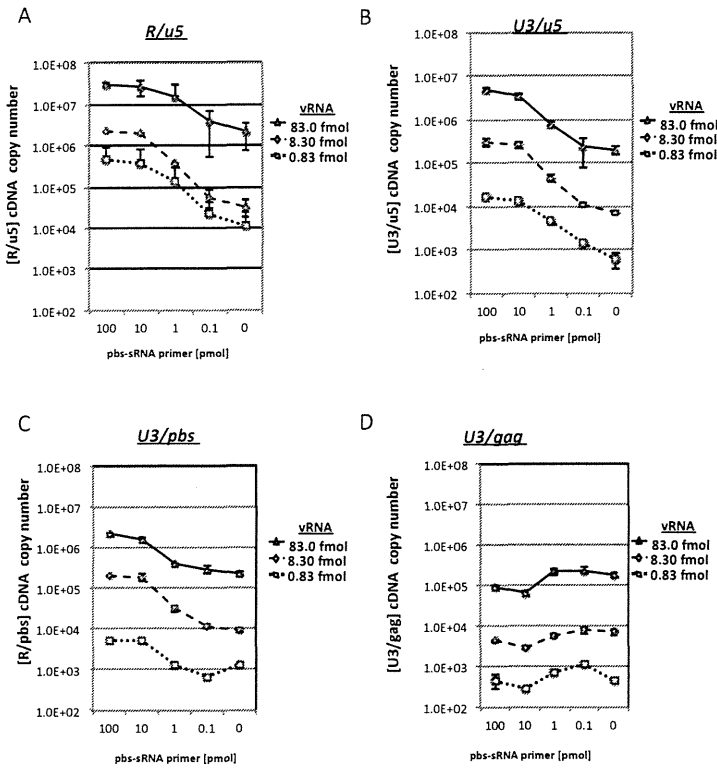 A
R/u5
1.0E+08
1.0E+07
1.0E+06
1.0E+05
1.0E+04
1.0E+03
1.0E+02
[R/u5] cDNA copy number
100 10 1 0.1 0
pbs-sRNA primer [pmol]
vRNA
83.0 fmol
8.30 fmol
0.83 fmol
B
U3/u5
1.0E+08
1.0E+07
1.0E+06
1.0E+05
1.0E+04
1.0E+03
1.0E+02
[U3/u5] cDNA copy number
100 10 1 0.1 0
pbs-sRNA primer [pmol]
vRNA
83.0 fmol
8.30 fmol
0.83 fmol
C
U3/pbs
1.0E+08
1.0E+07
1.0E+06
1.0E+05
1.0E+04
1.0E+03
1.0E+02
[R/pbs] cDNA copy number
100 10 1 0.1 0
pbs-sRNA primer [pmol]
vRNA
83.0 fmol
8.30 fmol
0.83 fmol
D
U3/gag
1.0E+08
1.0E+07
1.0E+06
1.0E+05
1.0E+04
1.0E+03
1.0E+02
[U3/gag] cDNA copy number
100 10 1 0.1 0
pbs-sRNA primer [pmol]
vRNA
83.0 fmol
8.30 fmol
0.83 fmol